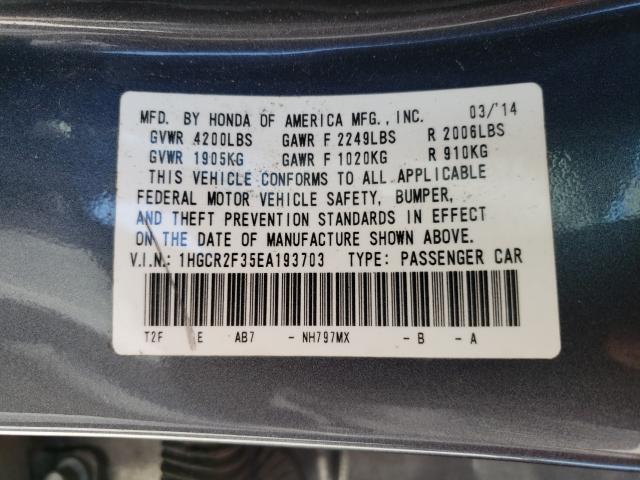 MFD. BY HONDA OF AMERICA MFG., INC. 03/'14
GVWR 4200LBS GAWR F 2249LBS R 2006LBS
GVWR 1905KG GAWR F 1020KG R 910KG
THIS VEHICLE CONFORMS TO ALL APPLICABLE
FEDERAL MOTOR VEHICLE SAFETY, BUMPER,
AND THEFT PREVENTION STANDARDS IN EFFECT
ON THE DATE OF MANUFACTURE SHOWN ABOVE.
V.I.N.: 1HGCR2F35EA193703 TYPE: PASSENGER CAR
T2F E AB7 - NH797MX - B - A